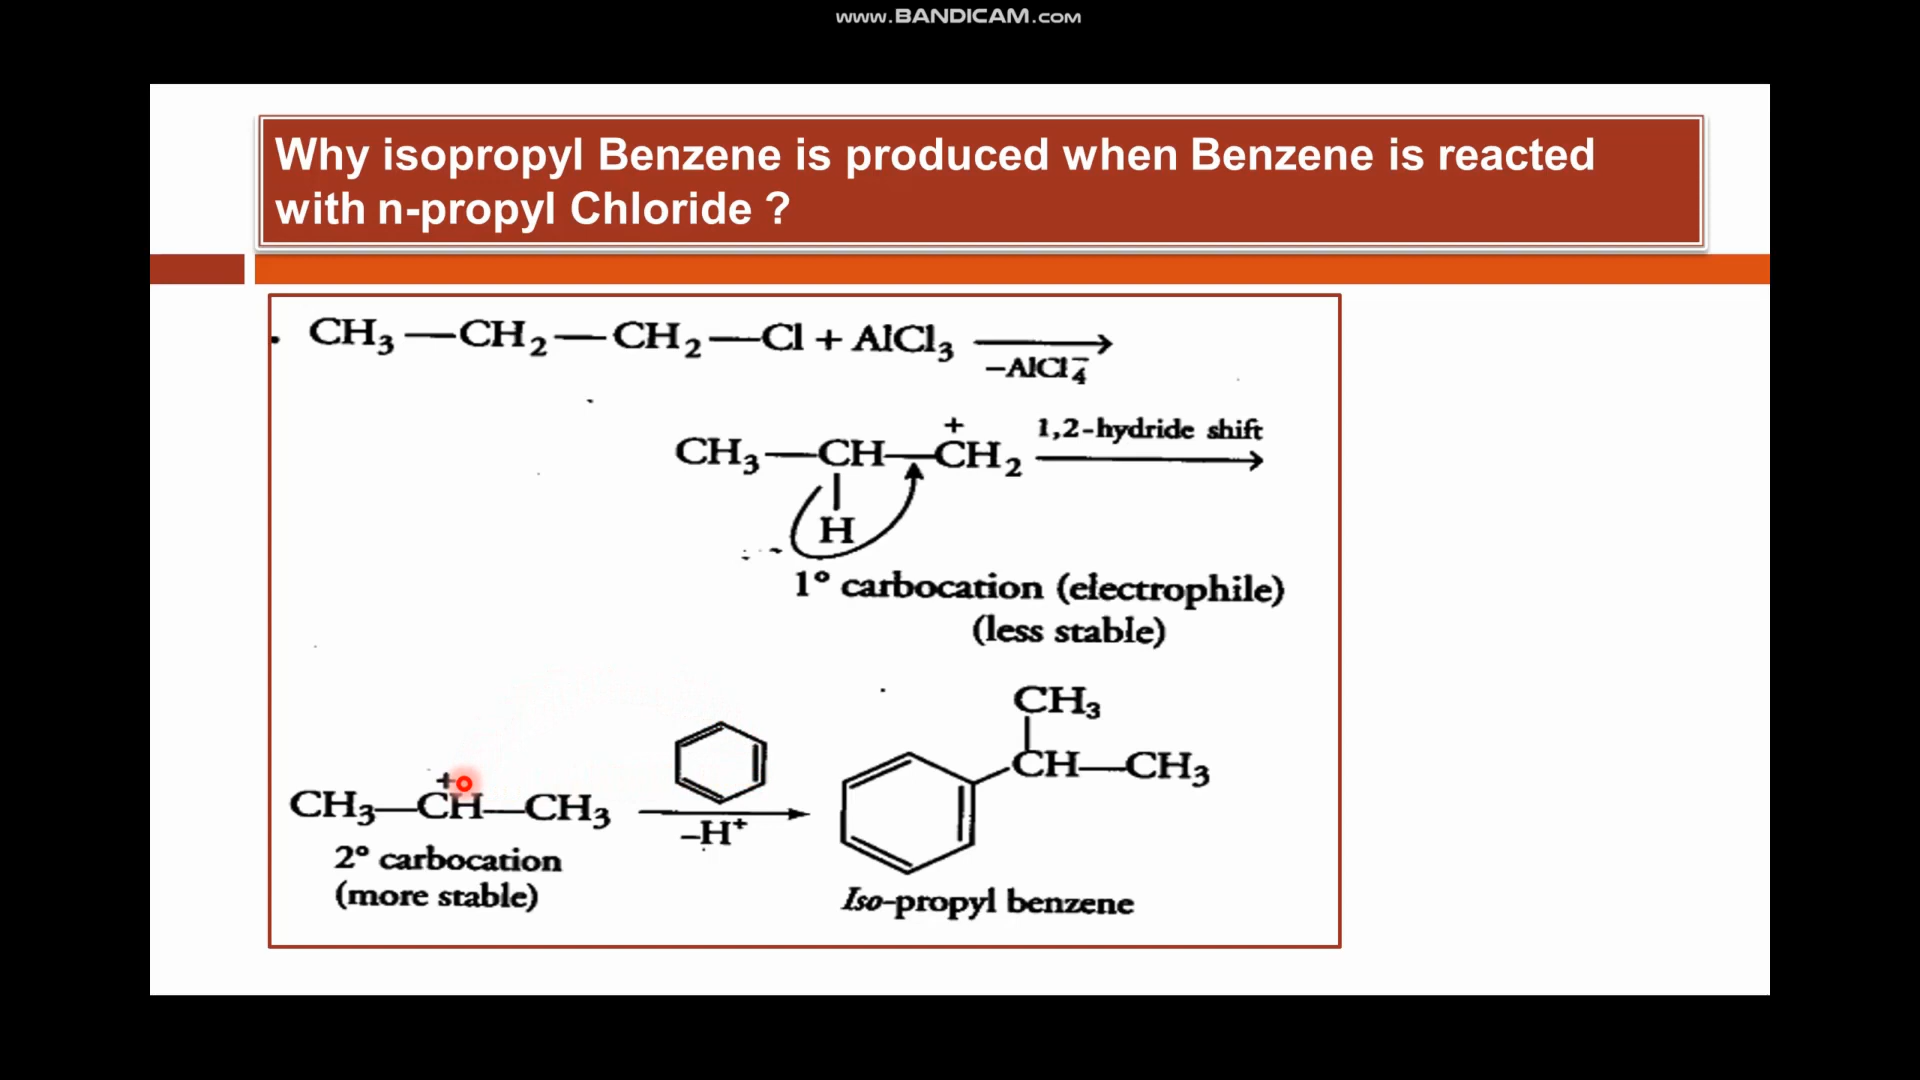 www.BANDICAM.com
Why isopropyl Benzene is produced when Benzene is reacted
with n-propyl Chloride ?
CH₃—CH₂—CH₂—Cl + AlCl₃
–AlCl₄⁻
+
CH₃—CH—CH₂
1,2-hydride shift
H
1° carbocation (electrophile)
(less stable)
CH₃
+
CH₃—CH—CH₃
–H⁺
CH—CH₃
2° carbocation
(more stable)
Iso-propyl benzene